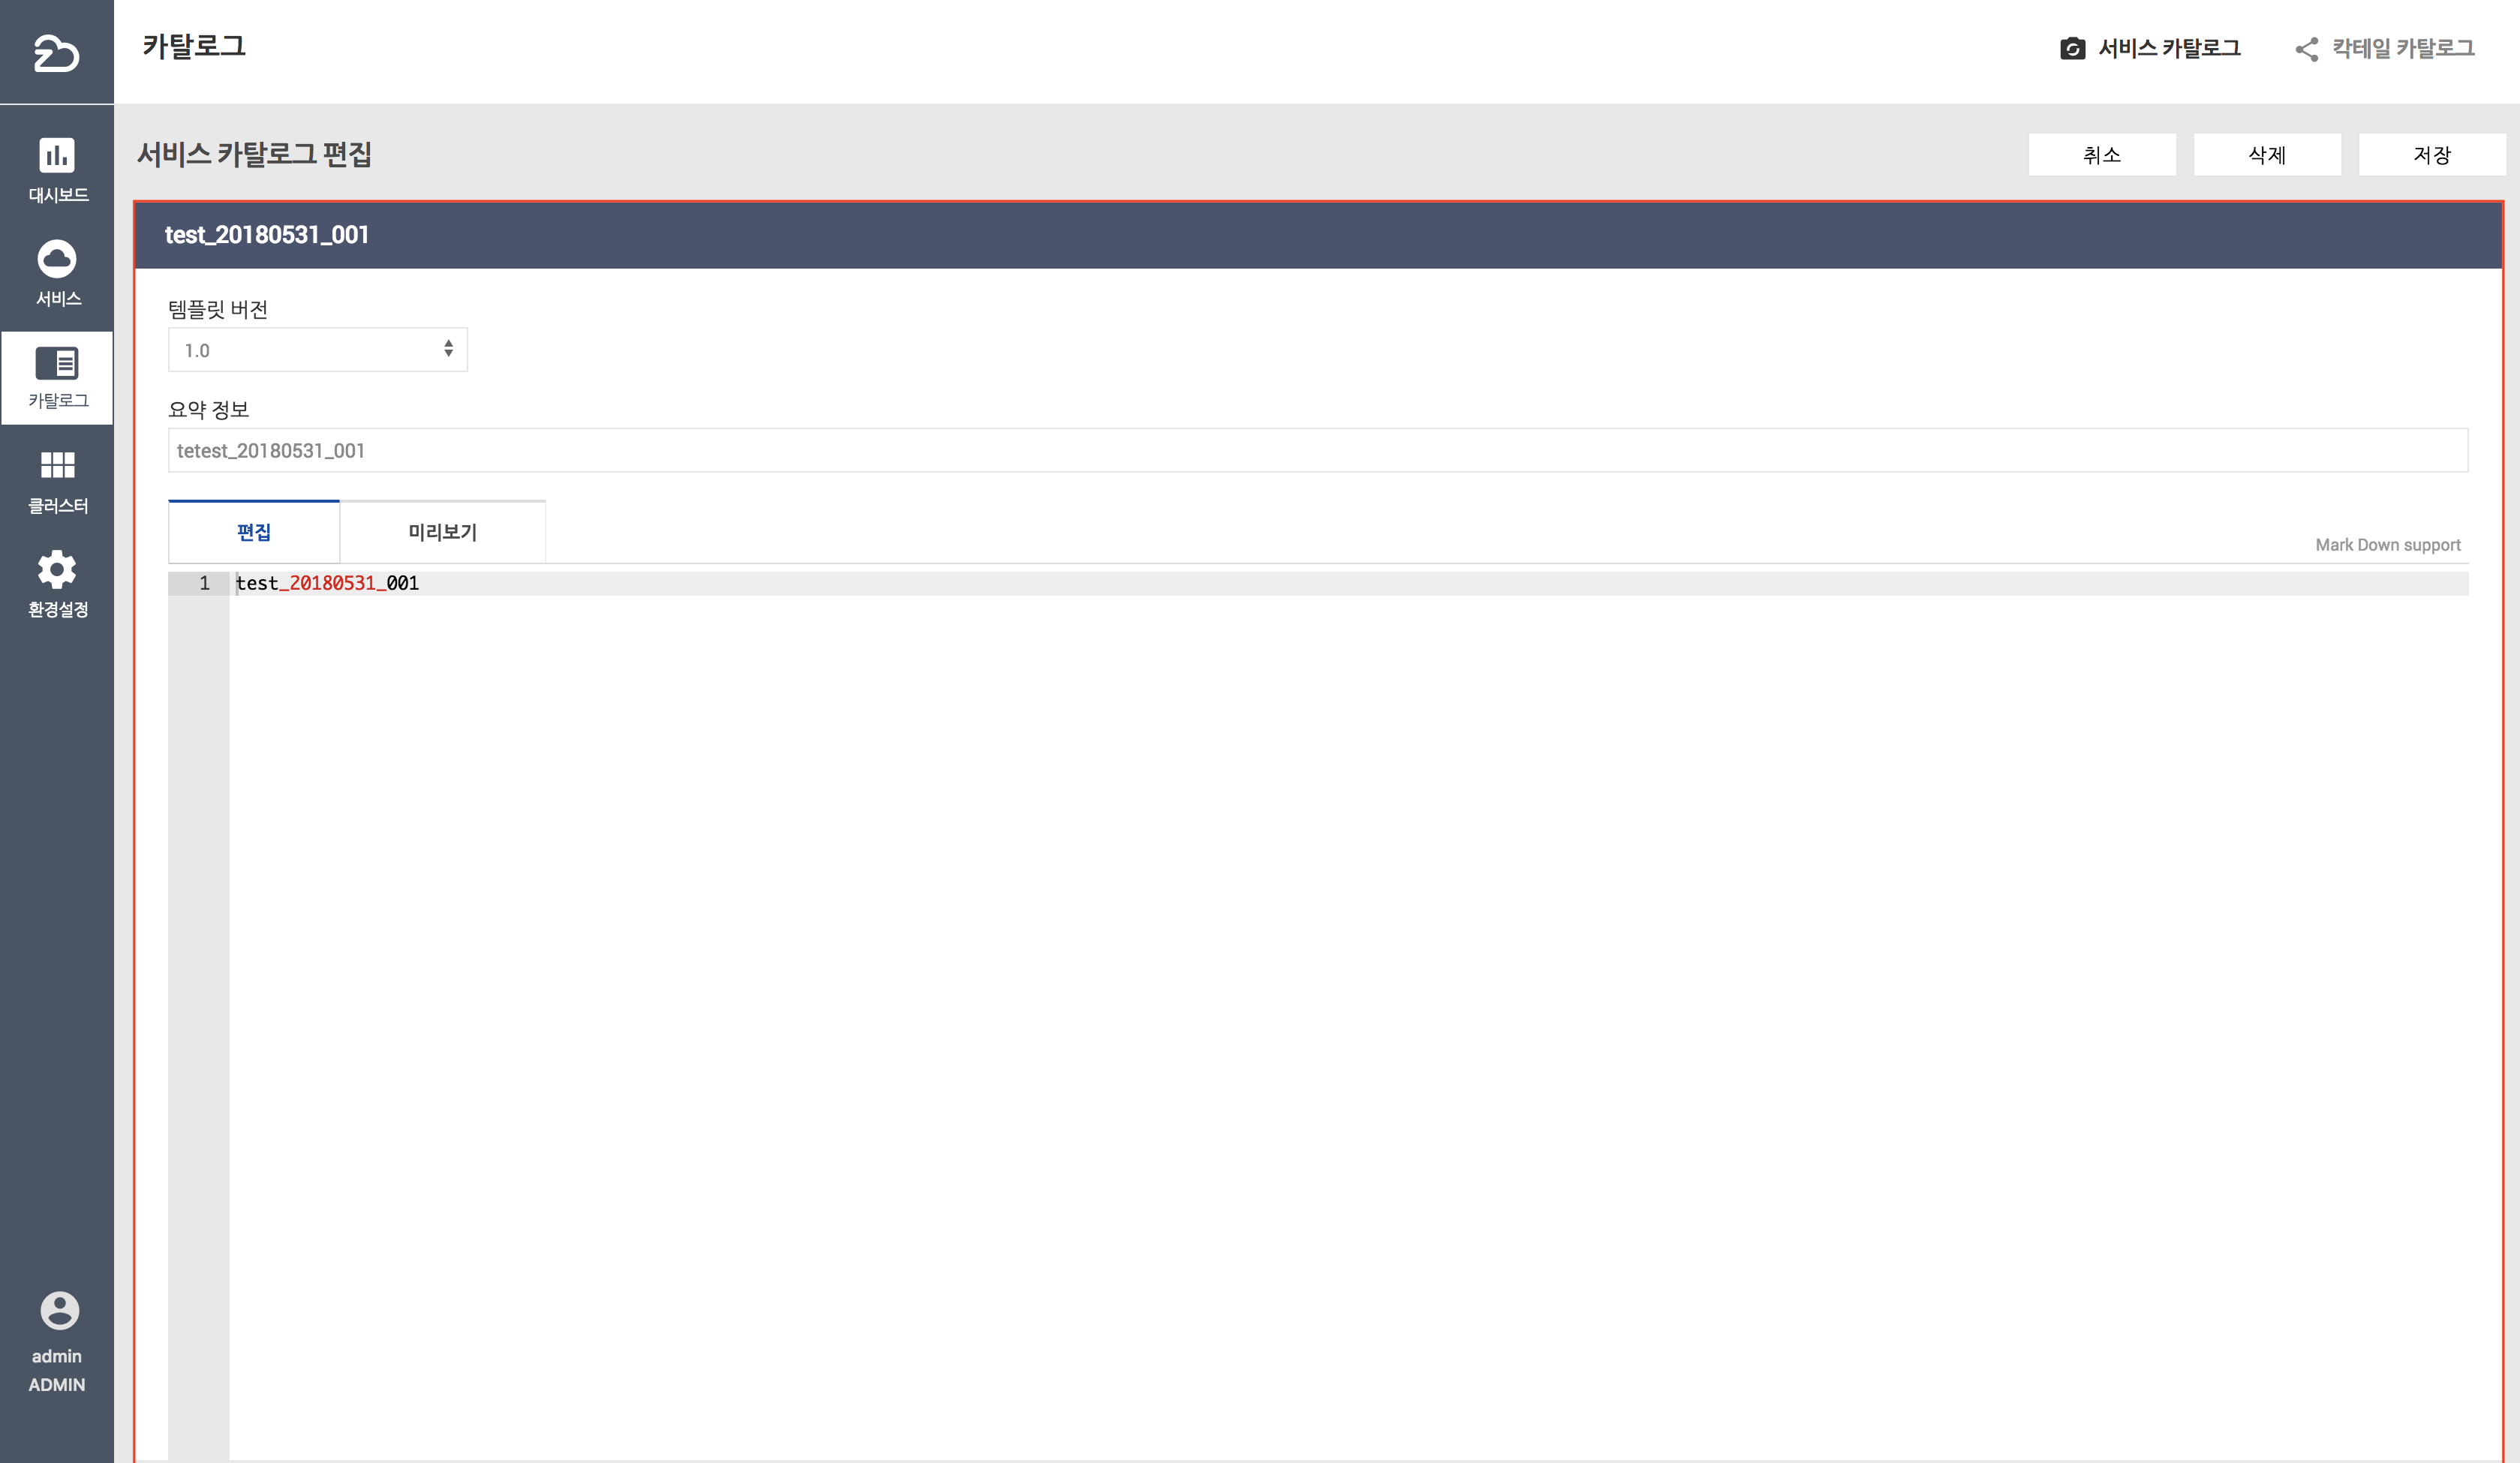 카탈로그
서비스 카탈로그
칵테일 카탈로그
대시보드
서비스
카탈로그
클러스터
환경설정
admin
ADMIN
서비스 카탈로그 편집
취소
삭제
저장
test_20180531_001
템플릿 버전
1.0
요약 정보
tetest_20180531_001
편집
미리보기
Mark Down support
1 test_20180531_001